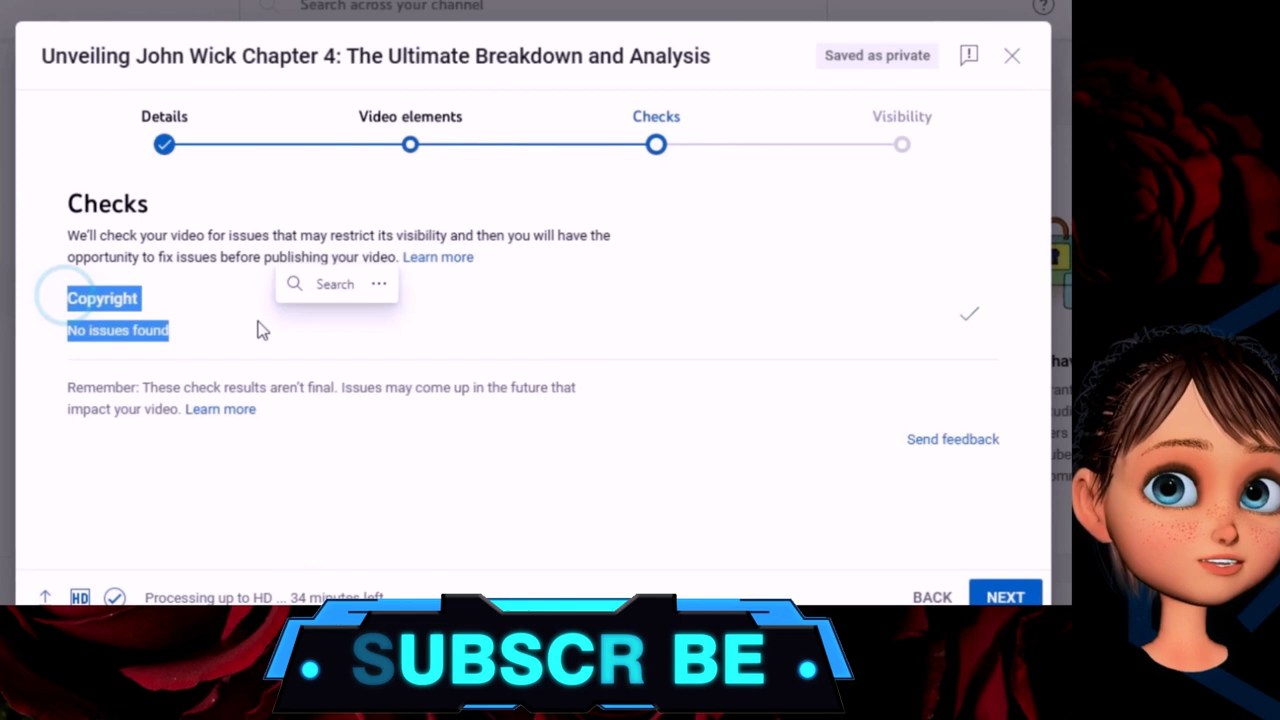 Search across your channel
Unveiling John Wick Chapter 4: The Ultimate Breakdown and Analysis
Saved as private
Details
Video elements
Checks
Visibility
Checks
We'll check your video for issues that may restrict its visibility and then you will have the
opportunity to fix issues before publishing your video. Learn more
Search
Copyright
No issues found
Remember: These check results aren't final. Issues may come up in the future that
impact your video. Learn more
Send feedback
HD
Processing up to HD ... 34 minutes left
BACK
NEXT
SUBSCR BE